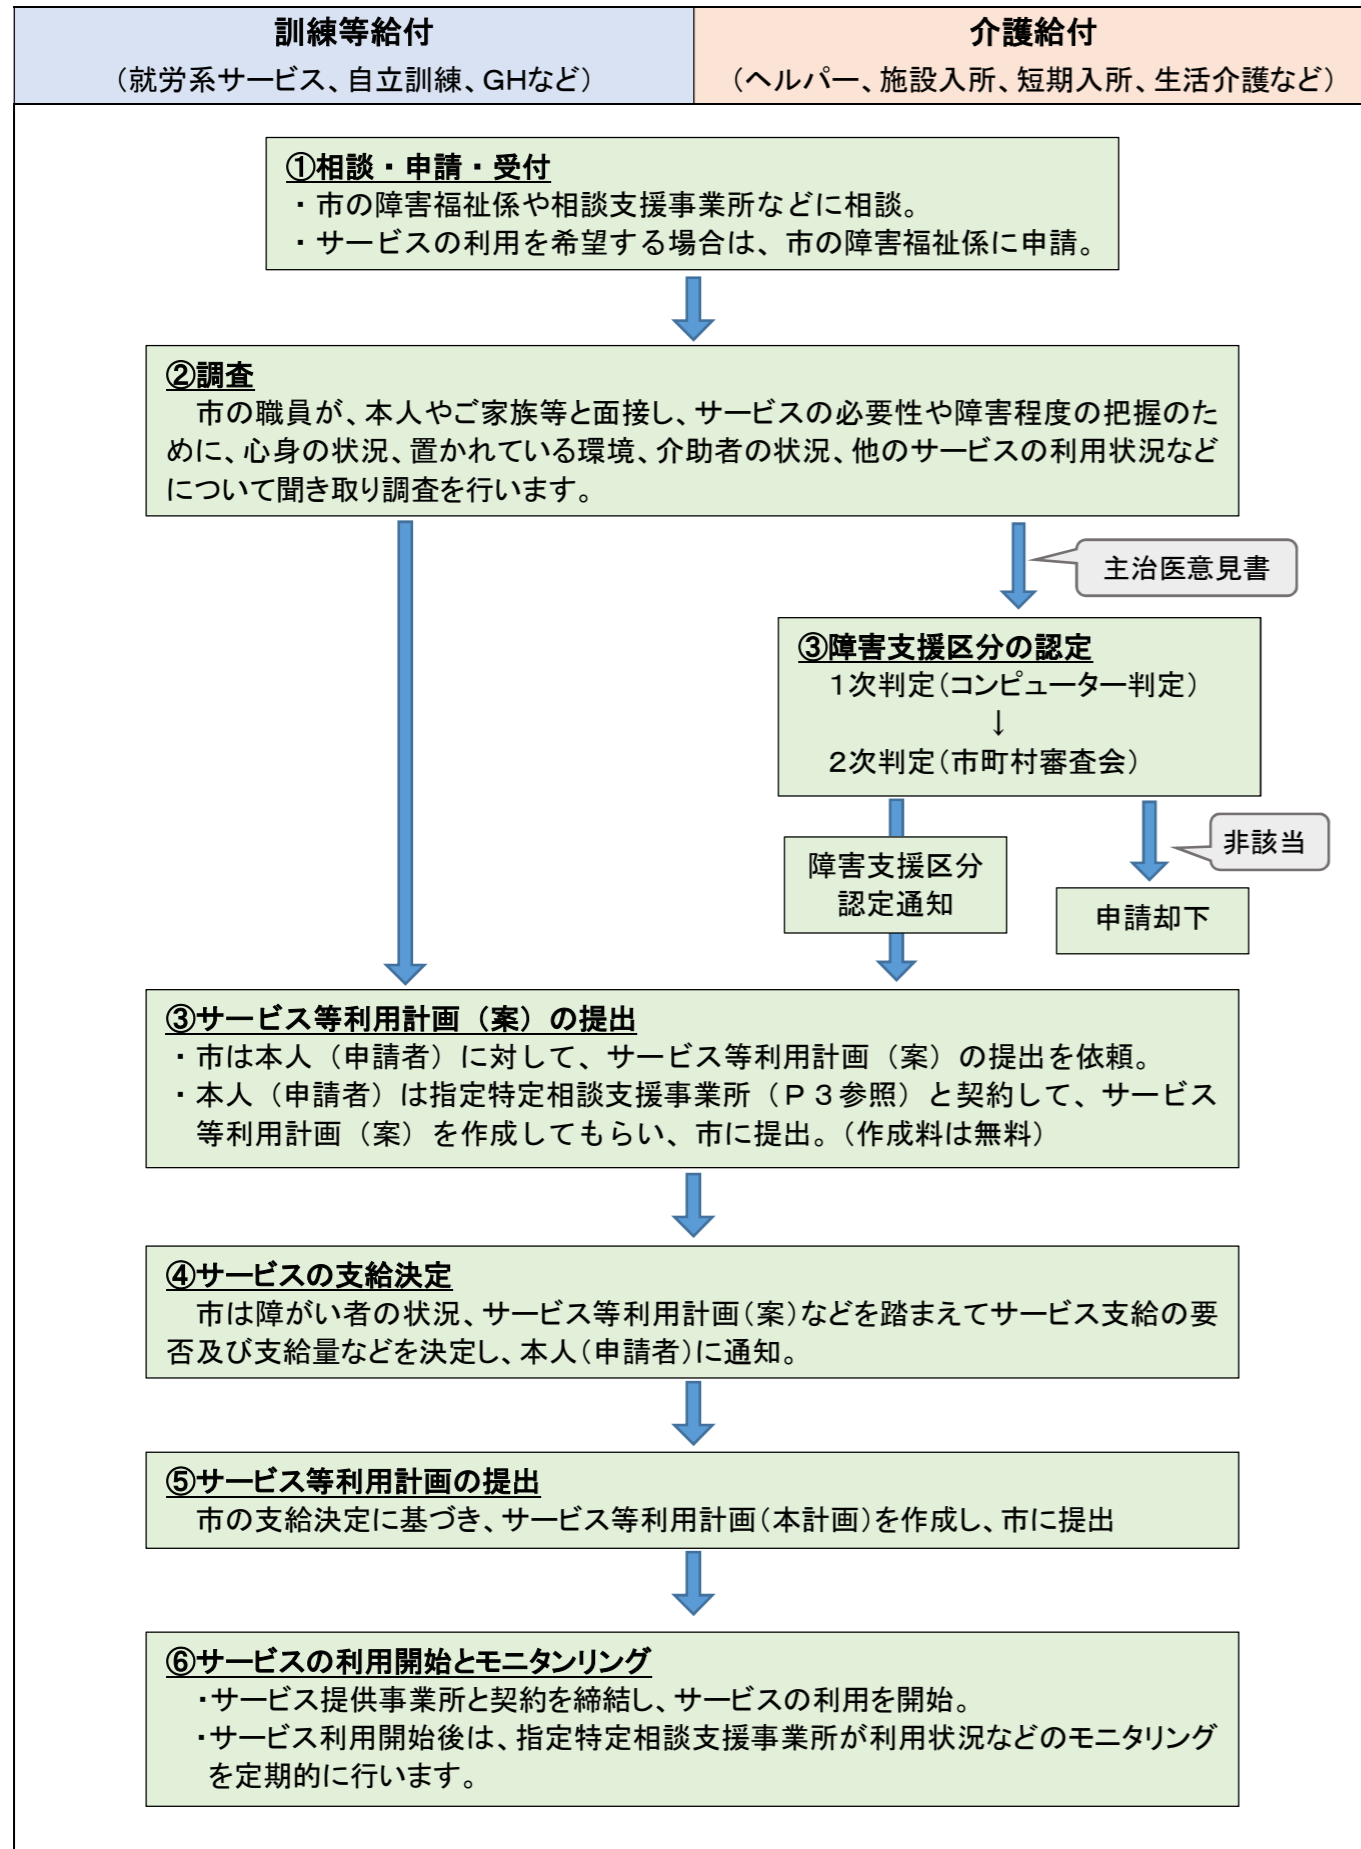 訓練等給付
（就労系サービス、自立訓練、GHなど）
介護給付
（ヘルパー、施設入所、短期入所、生活介護など）
①相談・申請・受付
・市の障害福祉係や相談支援事業所などに相談。
・サービスの利用を希望する場合は、市の障害福祉係に申請。
②調査
市の職員が、本人やご家族等と面接し、サービスの必要性や障害程度の把握のた
めに、心身の状況、置かれている環境、介助者の状況、他のサービスの利用状況など
について聞き取り調査を行います。
主治医意見書
③障害支援区分の認定
１次判定（コンピューター判定）
↓
２次判定（市町村審査会）
非該当
障害支援区分
認定通知
申請却下
③サービス等利用計画（案）の提出
・市は本人（申請者）に対して、サービス等利用計画（案）の提出を依頼。
・本人（申請者）は指定特定相談支援事業所（Ｐ３参照）と契約して、サービス
等利用計画（案）を作成してもらい、市に提出。（作成料は無料）
④サービスの支給決定
市は障がい者の状況、サービス等利用計画（案）などを踏まえてサービス支給の要
否及び支給量などを決定し、本人（申請者）に通知。
⑤サービス等利用計画の提出
市の支給決定に基づき、サービス等利用計画（本計画）を作成し、市に提出
⑥サービスの利用開始とモニタンリング
・サービス提供事業所と契約を締結し、サービスの利用を開始。
・サービス利用開始後は、指定特定相談支援事業所が利用状況などのモニタリング
を定期的に行います。